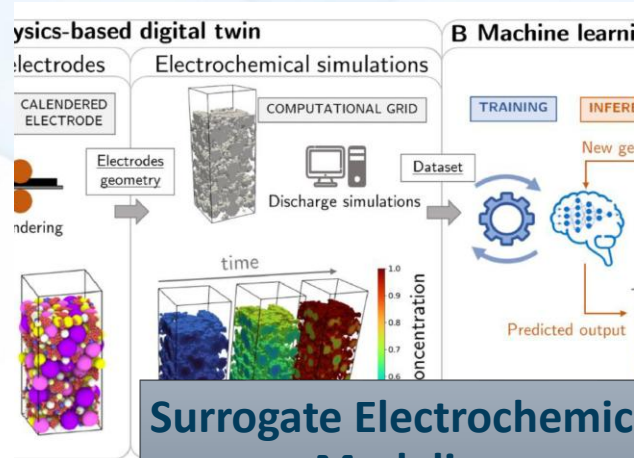 ysics-based digital twin
B Machine learni
electrodes
Electrochemical simulations
CALENDERED
ELECTRODE
COMPUTATIONAL GRID
TRAINING
INFERE
Electrodes
geometry
Dataset
New ge
ndering
Discharge simulations
time
1.0
0.9
0.8
0.7
0.6
oncentration
Predicted output
Surrogate Electrochemic